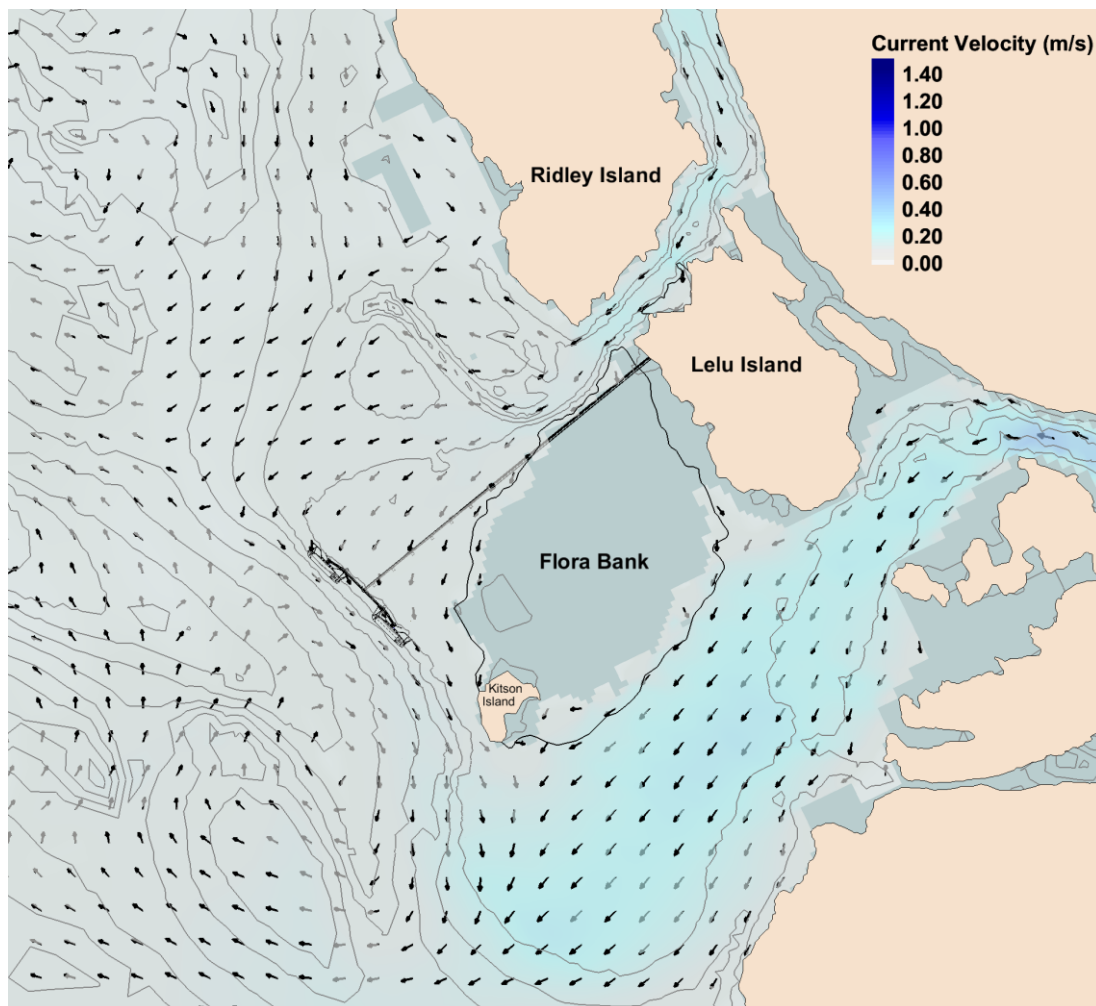 Current Velocity (m/s)
1.40
1.20
1.00
0.80
0.60
0.40
0.20
0.00
Ridley Island
Lelu Island
Flora Bank
Kitson
Island